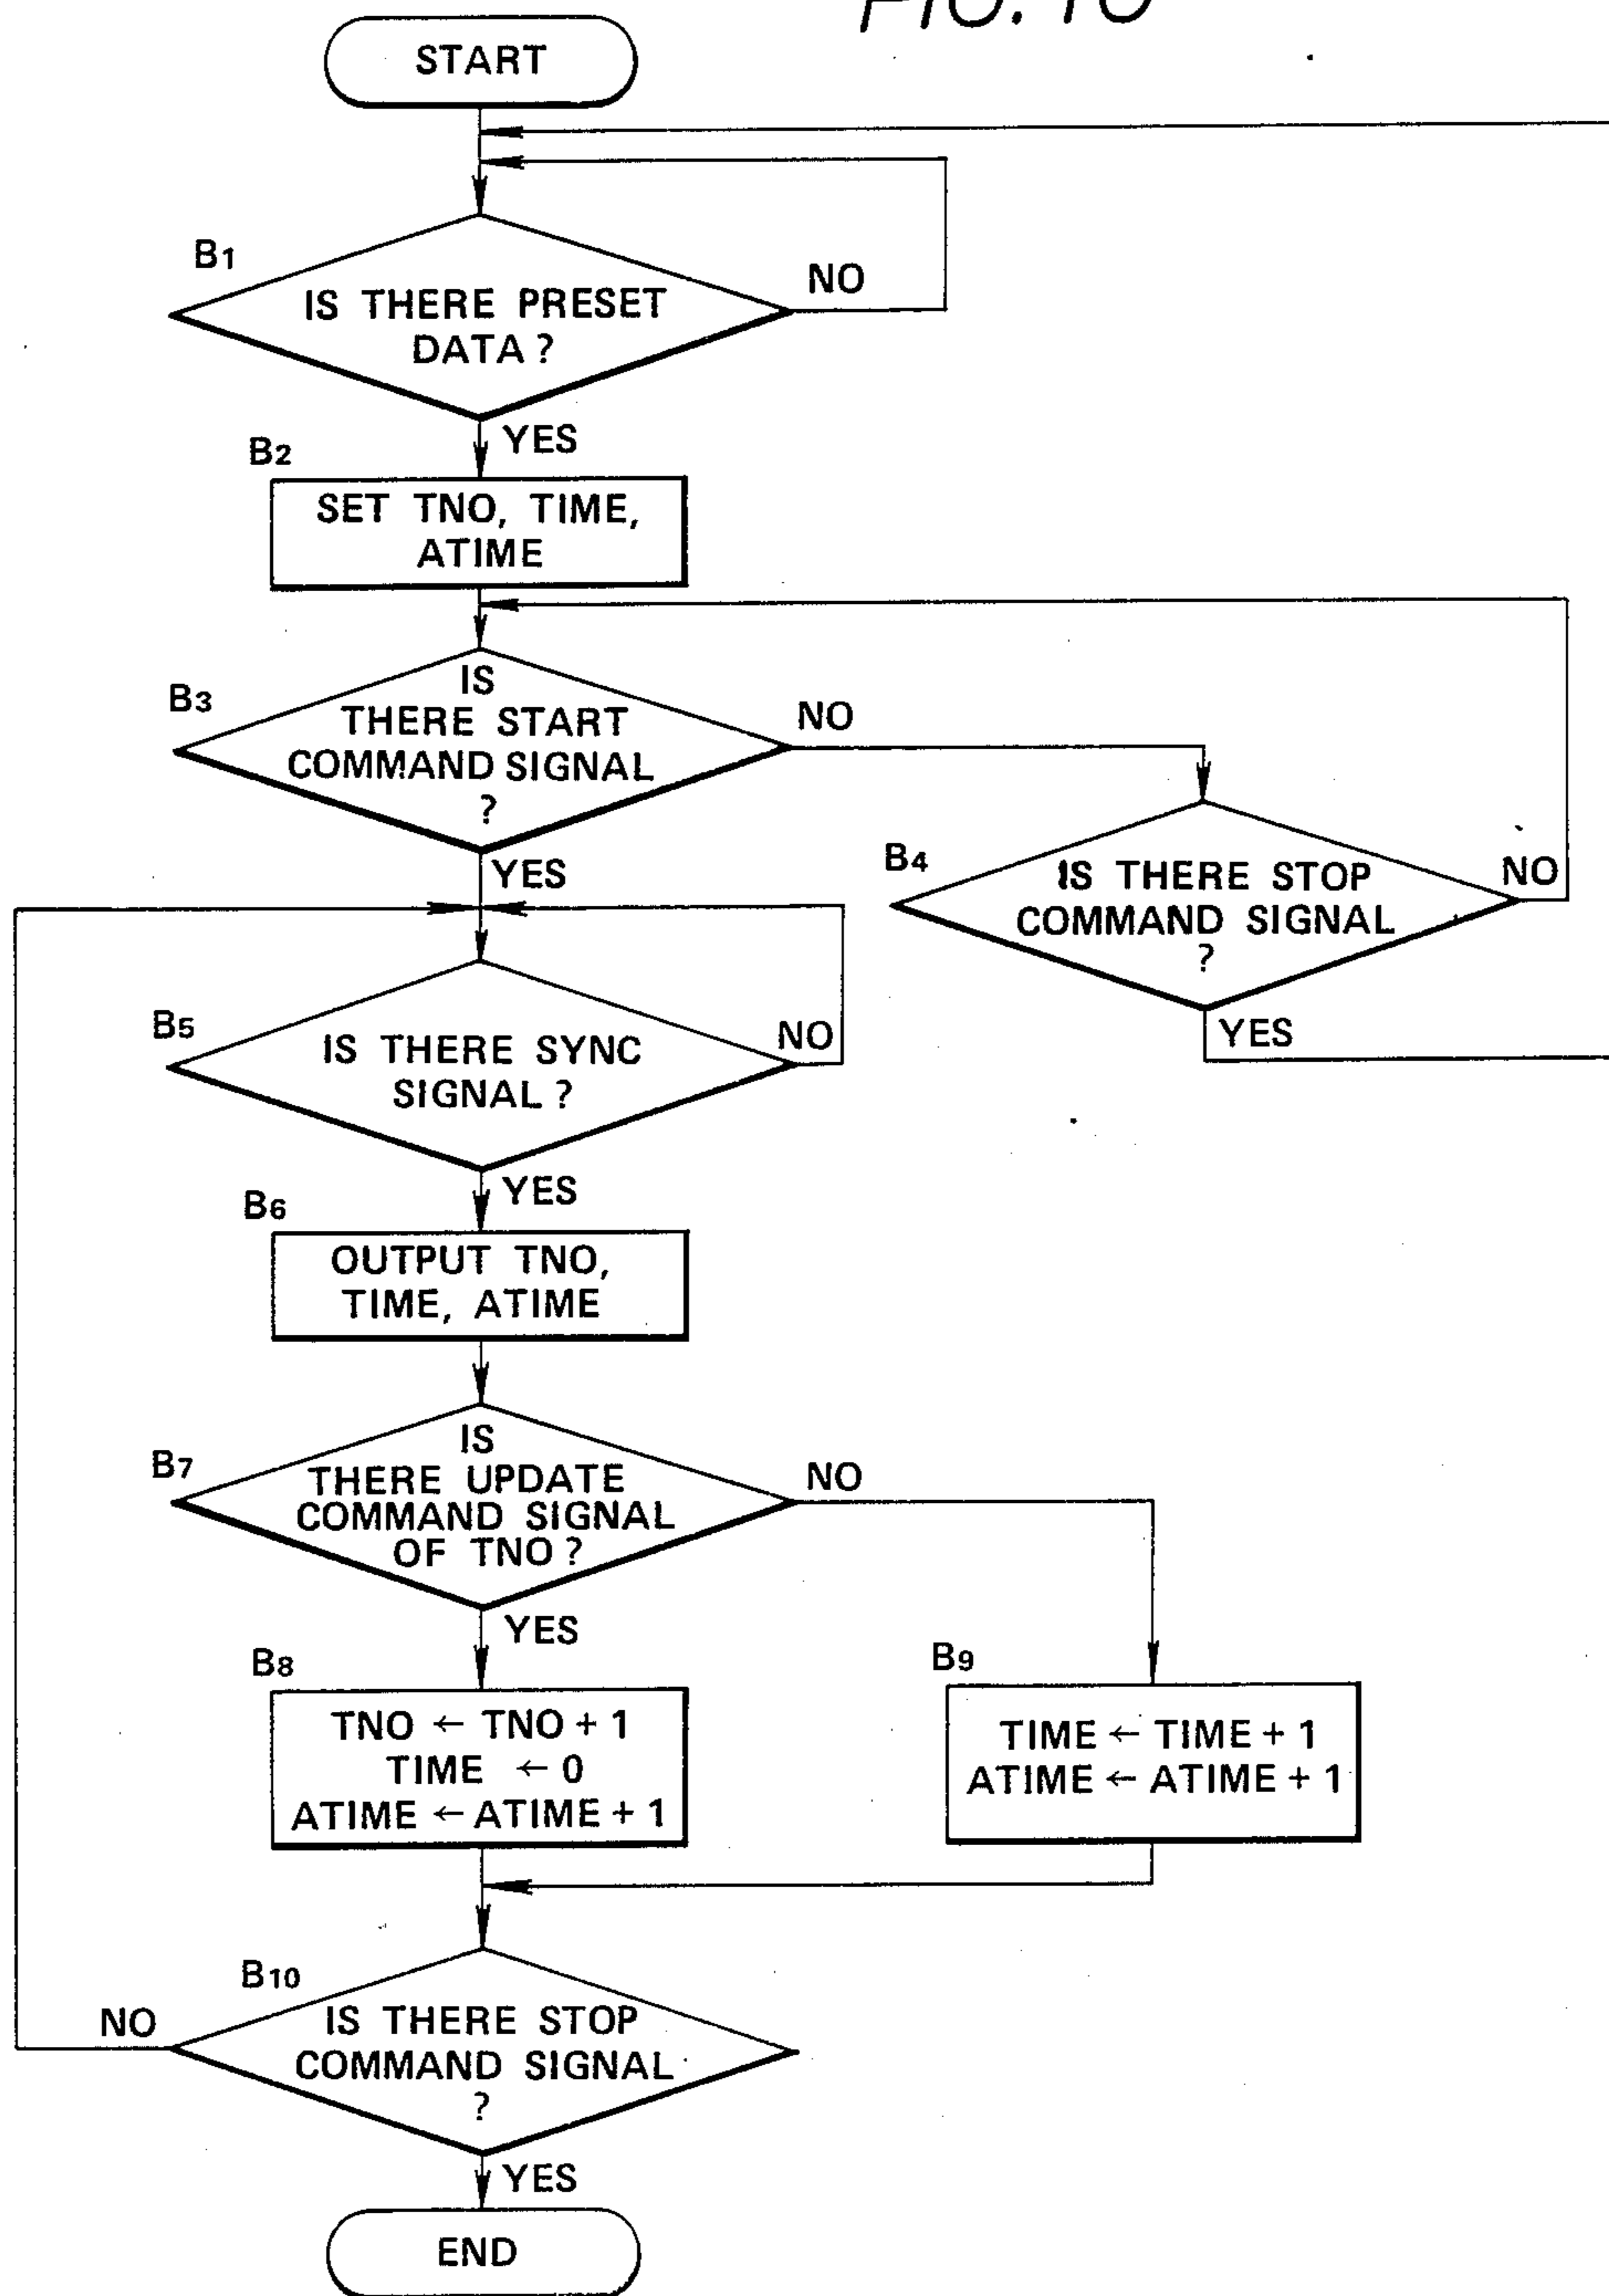 FIG. 10
START
B1
IS THERE PRESET
DATA ?
NO
YES
B2
SET TNO, TIME,
ATIME
B3
IS
THERE START
COMMAND SIGNAL
?
NO
YES
B4
IS THERE STOP
COMMAND SIGNAL
?
NO
YES
B5
IS THERE SYNC
SIGNAL ?
NO
YES
B6
OUTPUT TNO,
TIME, ATIME
B7
IS
THERE UPDATE
COMMAND SIGNAL
OF TNO ?
NO
YES
B8
TNO ← TNO + 1
TIME ← 0
ATIME ← ATIME + 1
B9
TIME ← TIME + 1
ATIME ← ATIME + 1
B10
IS THERE STOP
COMMAND SIGNAL
?
NO
YES
END